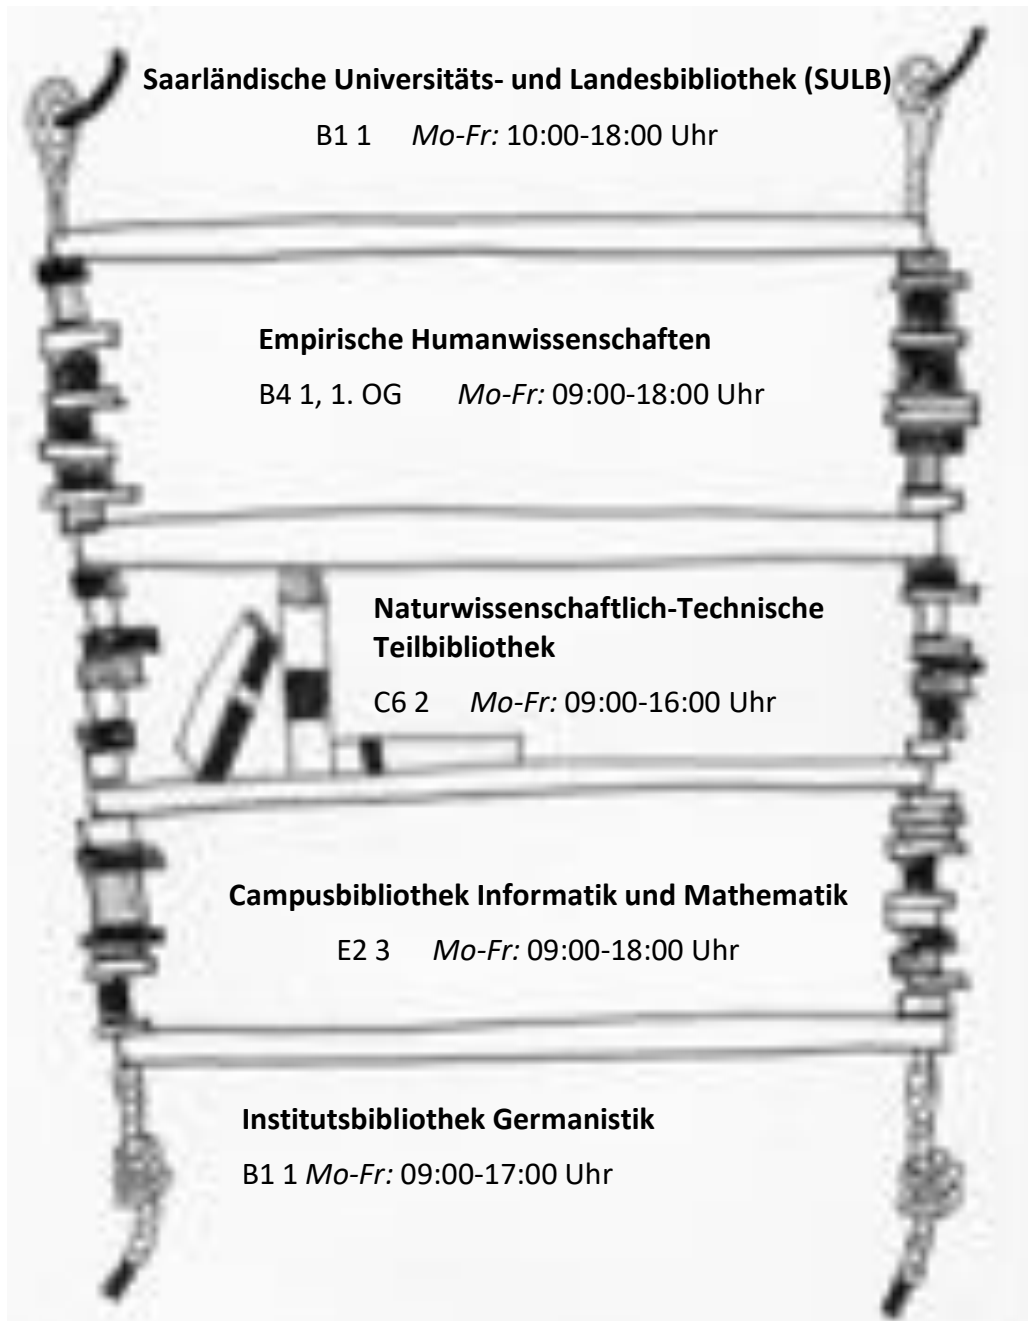 Saarländische Universitäts- und Landesbibliothek (SULB)
B1 1 Mo-Fr: 10:00-18:00 Uhr
Empirische Humanwissenschaften
B4 1, 1. OG Mo-Fr: 09:00-18:00 Uhr
Naturwissenschaftlich-Technische
Teilbibliothek
C6 2 Mo-Fr: 09:00-16:00 Uhr
Campusbibliothek Informatik und Mathematik
E2 3 Mo-Fr: 09:00-18:00 Uhr
Institutsbibliothek Germanistik
B1 1 Mo-Fr: 09:00-17:00 Uhr